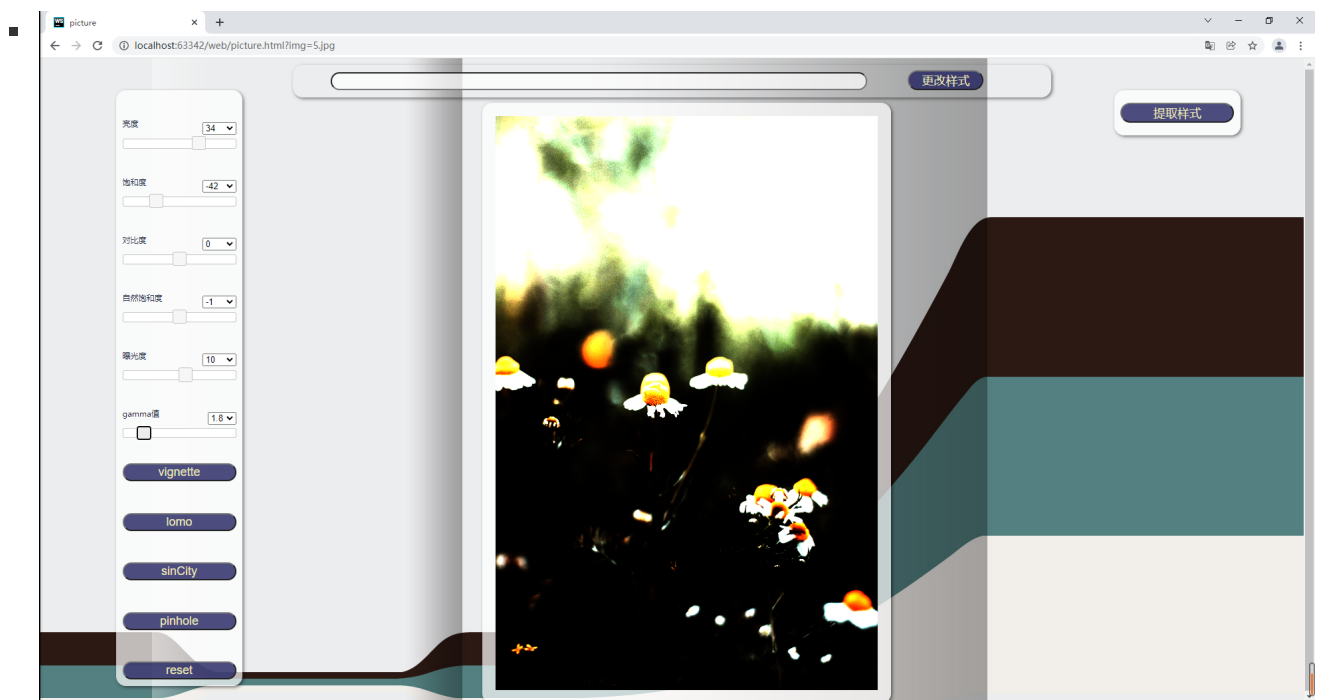 picture
localhost:63342/web/picture.html?img=5.jpg
更改样式
提取样式
亮度
34
饱和度
-42
对比度
0
自然饱和度
-1
曝光度
10
gamma值
1.8
vignette
lomo
sinCity
pinhole
reset